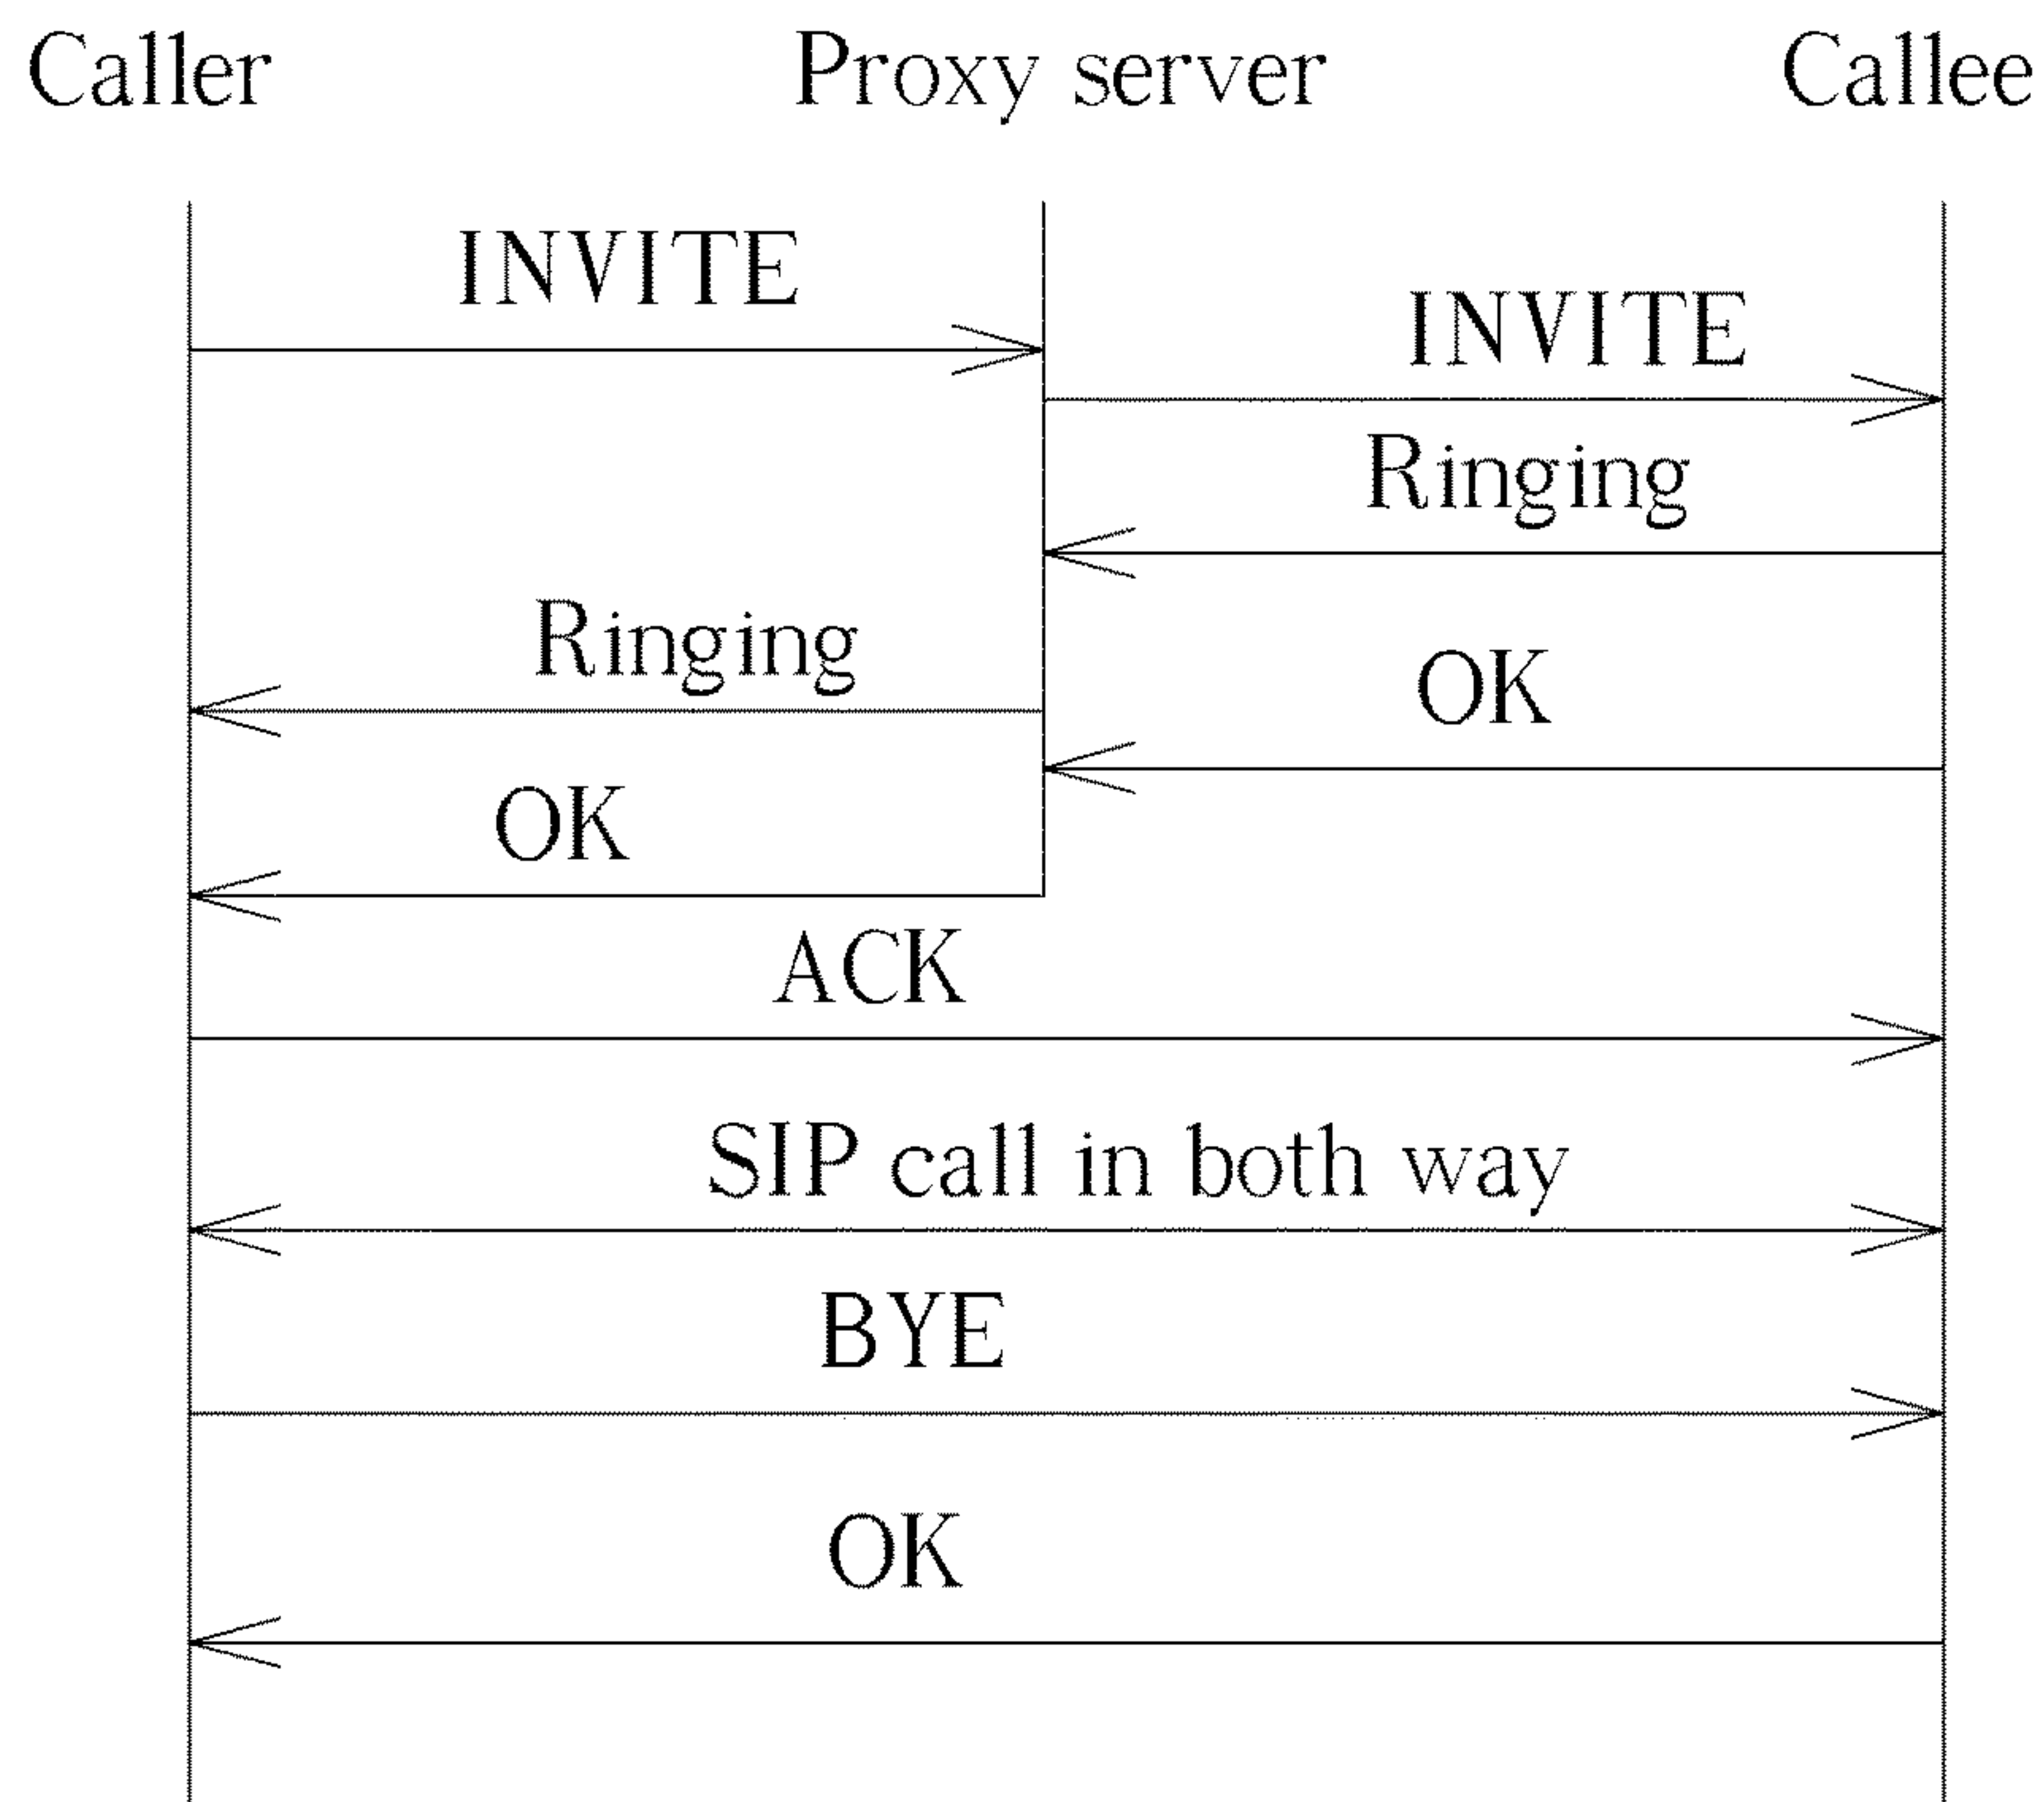 Caller Proxy server Callee
INVITE
INVITE
Ringing
Ringing
OK
OK
ACK
SIP call in both way
BYE
OK